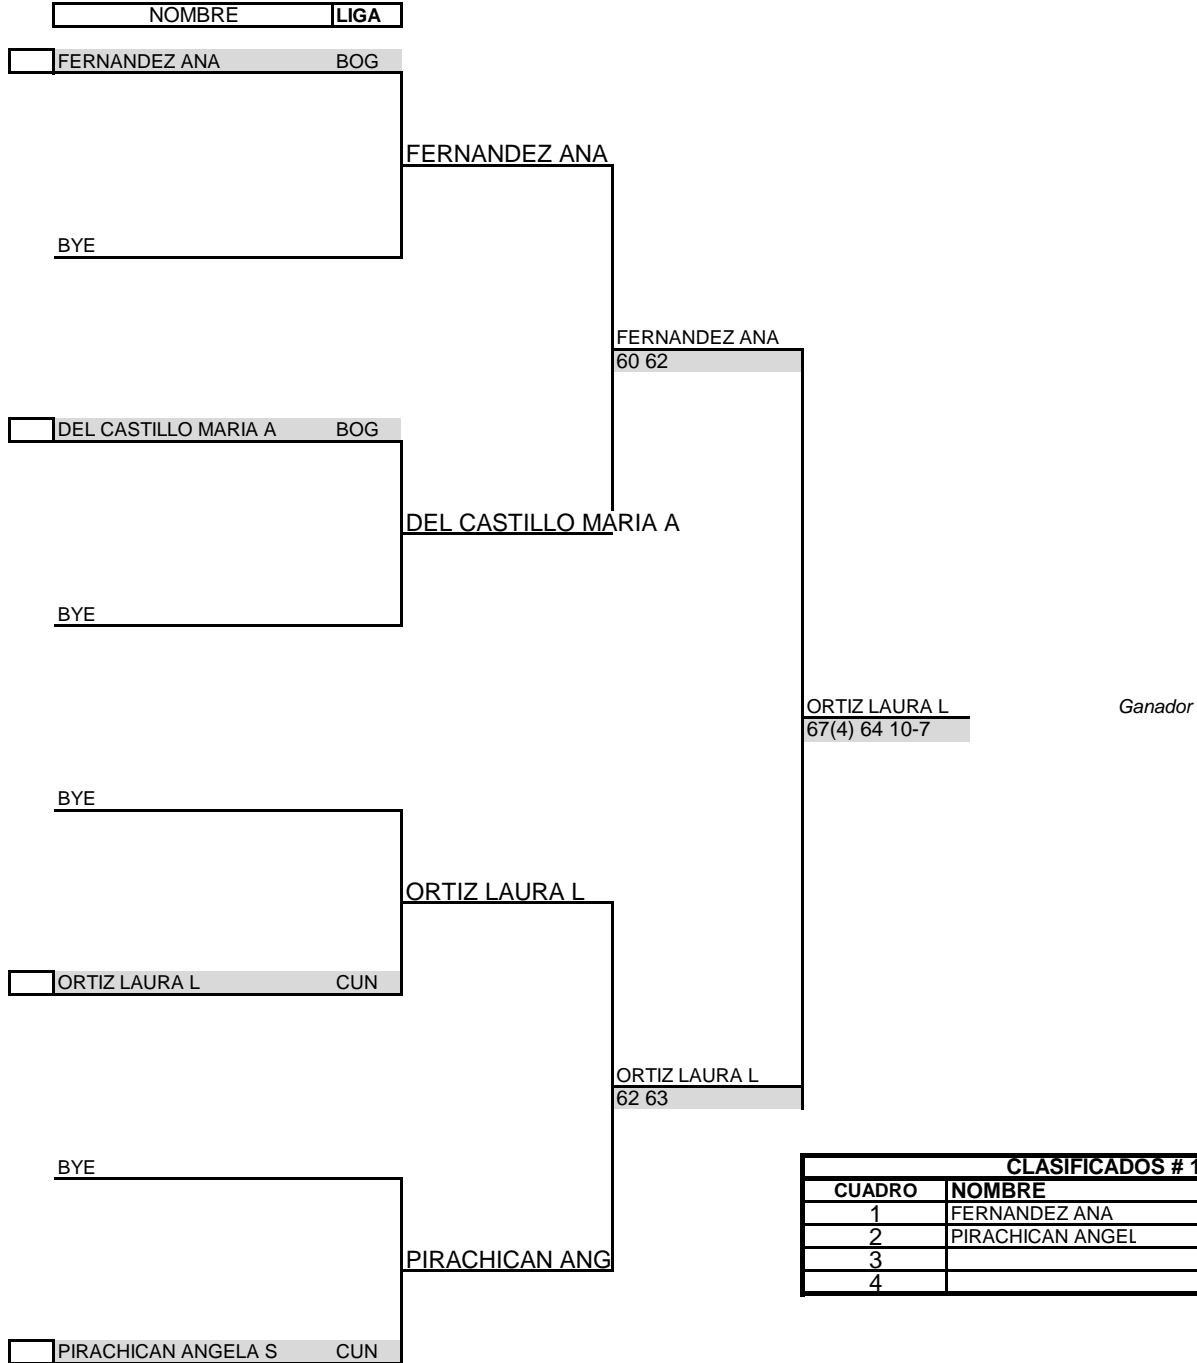 NOMBRE LIGA
FERNANDEZ ANA BOG
FERNANDEZ ANA
BYE
FERNANDEZ ANA
60 62
DEL CASTILLO MARIA A BOG
DEL CASTILLO MARIA A
BYE
ORTIZ LAURA L Ganador
67(4) 64 10-7
BYE
ORTIZ LAURA L
ORTIZ LAURA L CUN
ORTIZ LAURA L
62 63
BYE
CLASIFICADOS # 1
CUADRO NOMBRE
1 FERNANDEZ ANA
2 PIRACHICAN ANGEL
3
4
PIRACHICAN ANG
PIRACHICAN ANGELA S CUN